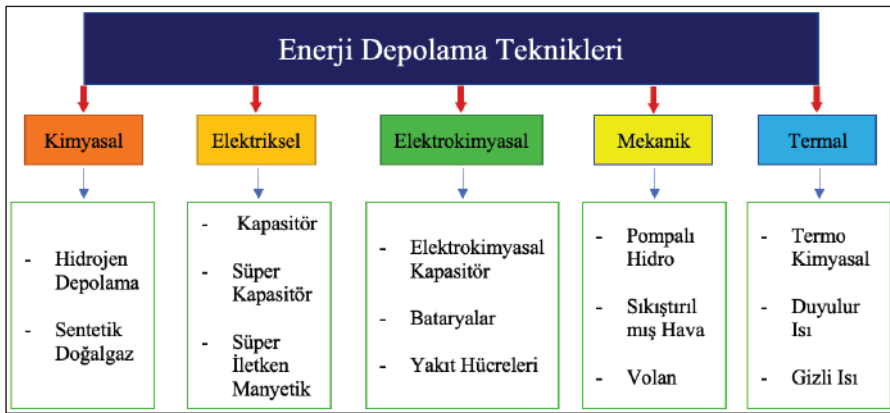 Enerji Depolama Teknikleri
Kimyasal
Elektriksel
Elektrokimyasal
Mekanik
Termal
- Hidrojen
Depolama
- Sentetik
Doğalgaz
- Kapasitör
- Süper
Kapasitör
- Süper
İletken
Manyetik
- Elektrokimyasal
Kapasitör
- Bataryalar
- Yakıt Hücreleri
- Pompalı
Hidro
- Sıkıştırıl
mış Hava
- Volan
- Termo
Kimyasal
- Duyulur
Isı
- Gizli Isı